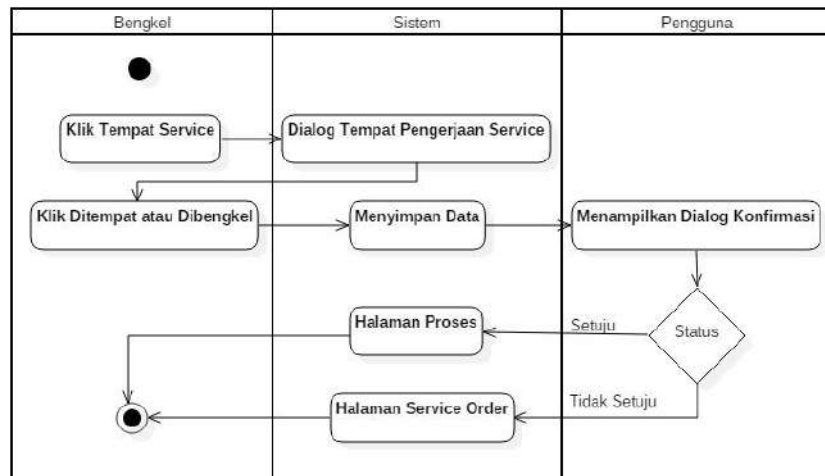 Bengkel
Sistem
Pengguna
Klik Tempat Service
Dialog Tempat Pengerjaan Service
Klik Ditempat atau Dibengkel
Menyimpan Data
Menampilkan Dialog Konfirmasi
Halaman Proses
Setuju
Status
Halaman Service Order
Tidak Setuju